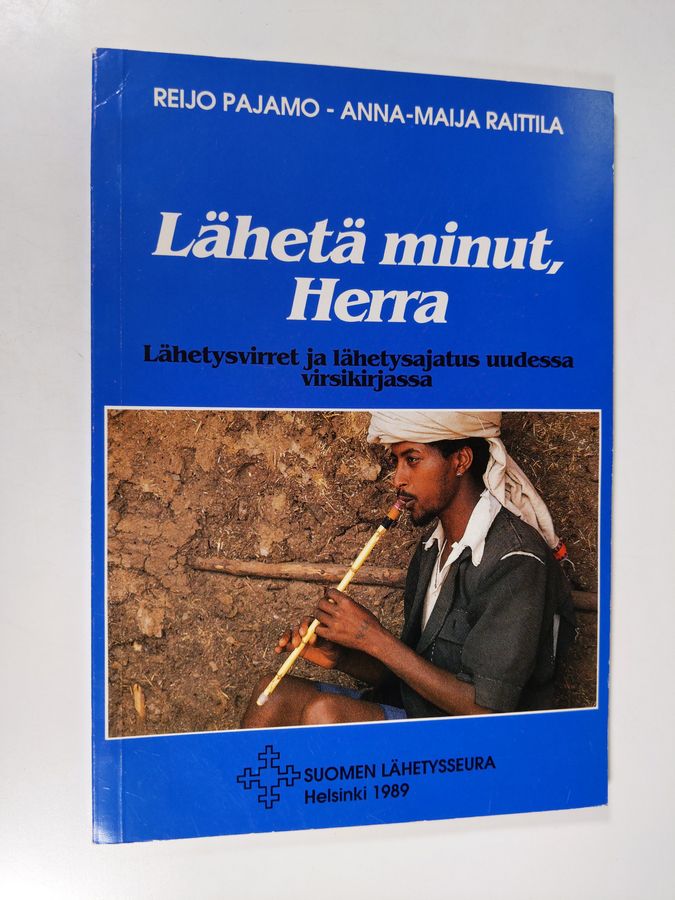 REIJO PAJAMO - ANNA-MAIJA RAITTILA
Lähetä minut,
Herra
Lähetysvirret ja lähetysajatus uudessa
virsikirjassa
SUOMEN LÄHETYSSEURA
Helsinki 1989